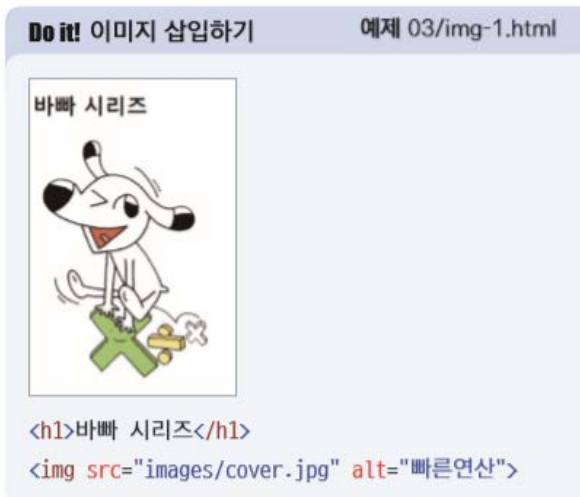 Do it! 이미지 삽입하기 예제 03/img-1.html
바빠 시리즈
<h1>바빠 시리즈</h1>
<img src="images/cover.jpg" alt="빠른연산">